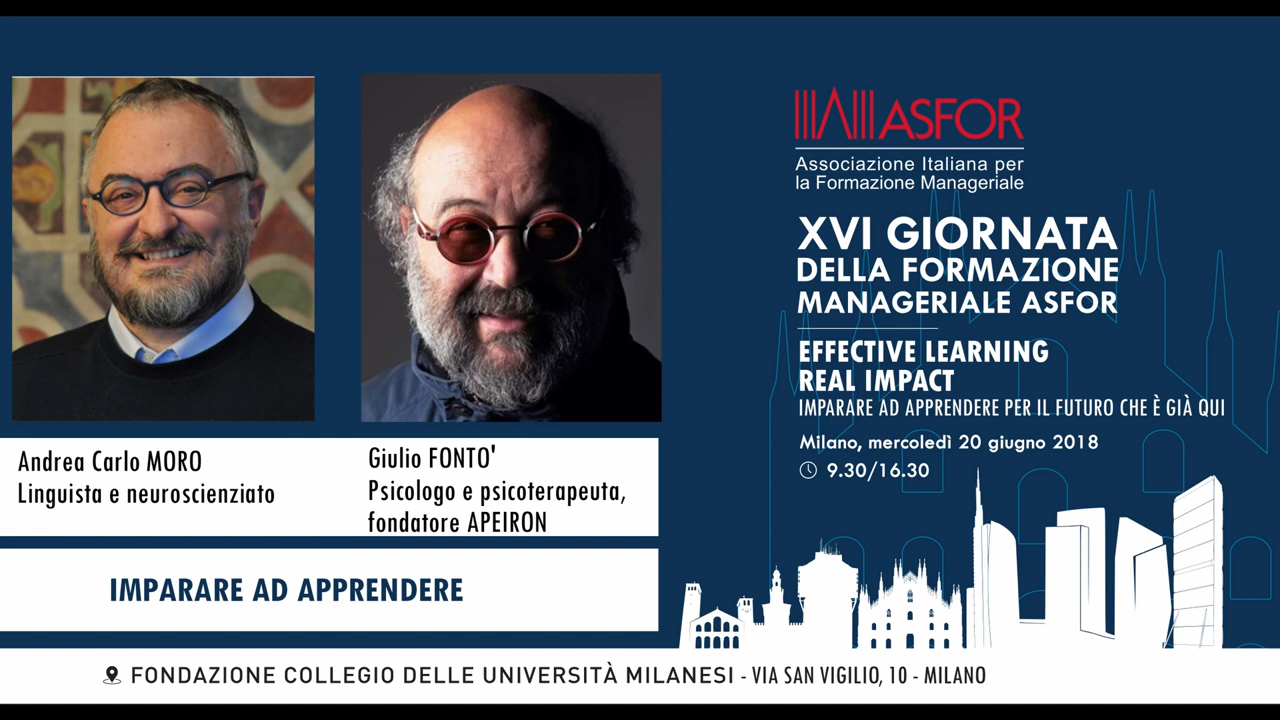 Andrea Carlo MORO
Linguista e neuroscienziato
Giulio FONTO'
Psicologo e psicoterapeuta,
fondatore APEIRON
IMPARARE AD APPRENDERE
ASFOR
Associazione Italiana per
la Formazione Manageriale
XVI GIORNATA
DELLA FORMAZIONE
MANAGERIALE ASFOR
EFFECTIVE LEARNING
REAL IMPACT
IMPARARE AD APPRENDERE PER IL FUTURO CHE È GIÀ QUI
Milano, mercoledì 20 giugno 2018
9.30/16.30
FONDAZIONE COLLEGIO DELLE UNIVERSITÀ MILANESI - VIA SAN VIGILIO, 10 - MILANO